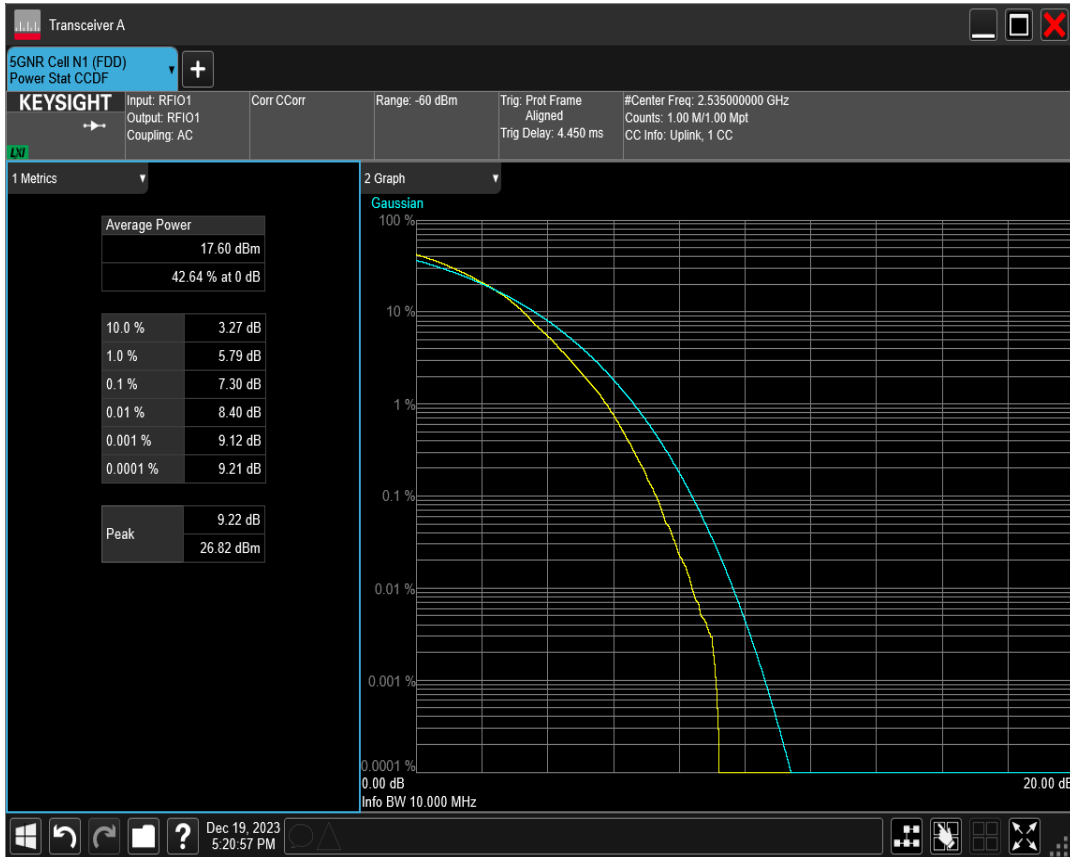 Transceiver A
5GNR Cell N1 (FDD)
Power Stat CCDF
+
KEYSIGHT
LXI
Input: RFIO1
Output: RFIO1
Coupling: AC
Corr CCorr
Range: -60 dBm
Trig: Prot Frame
Aligned
Trig Delay: 4.450 ms
#Center Freq: 2.535000000 GHz
Counts: 1.00 M/1.00 Mpt
CC Info: Uplink, 1 CC
1 Metrics
Average Power
17.60 dBm
42.64 % at 0 dB
10.0 % 3.27 dB
1.0 % 5.79 dB
0.1 % 7.30 dB
0.01 % 8.40 dB
0.001 % 9.12 dB
0.0001 % 9.21 dB
Peak
9.22 dB
26.82 dBm
2 Graph
Gaussian
100 %
10 %
1 %
0.1 %
0.01 %
0.001 %
0.0001 %
0.00 dB 20.00 dB
Info BW 10.000 MHz
?
Dec 19, 2023
5:20:57 PM